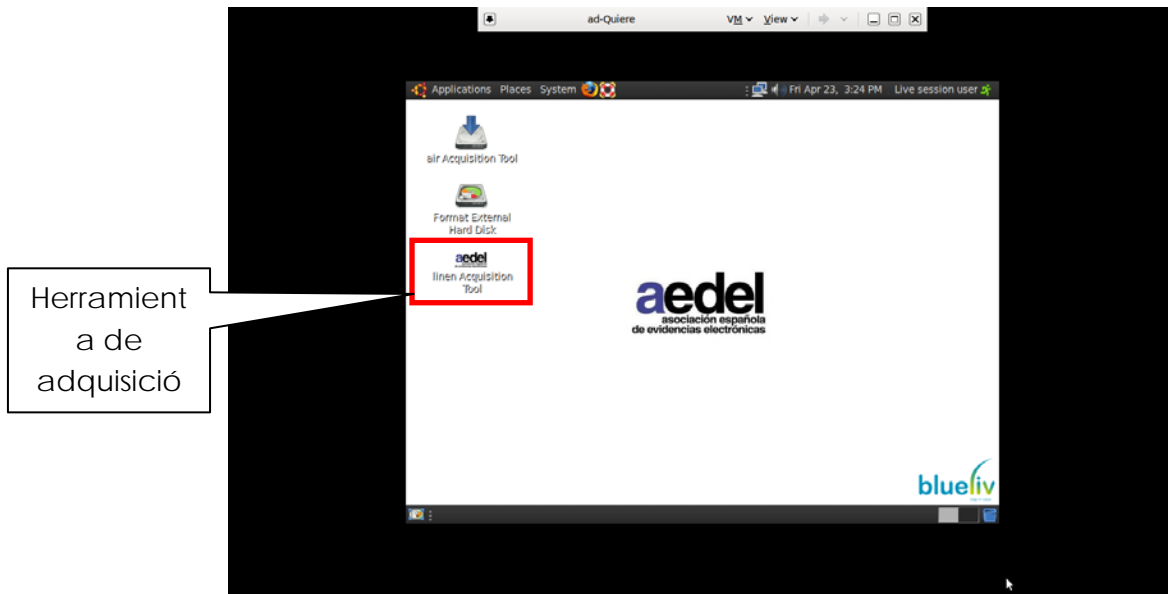 ad-Quiere VM View
Applications Places System Fri Apr 23, 3:24 PM Live session user
air Acquisition Tool
Format External
Hard Disk
aedel
linen Acquisition
Tool
Herramient
a de
adquisició
aedel
asociación española
de evidencias electrónicas
blueliv